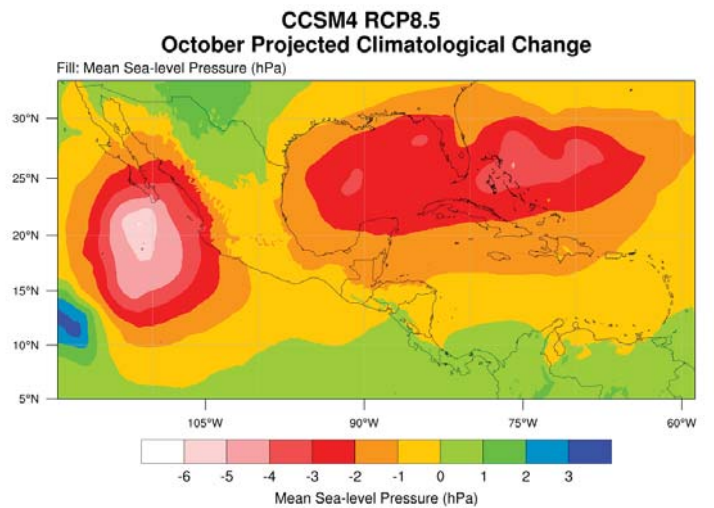 CCSM4 RCP8.5
October Projected Climatological Change
Fill: Mean Sea-level Pressure (hPa)
30°N
25°N
20°N
15°N
10°N
5°N
105°W 90°W 75°W 60°W
-6 -5 -4 -3 -2 -1 0 1 2 3
Mean Sea-level Pressure (hPa)